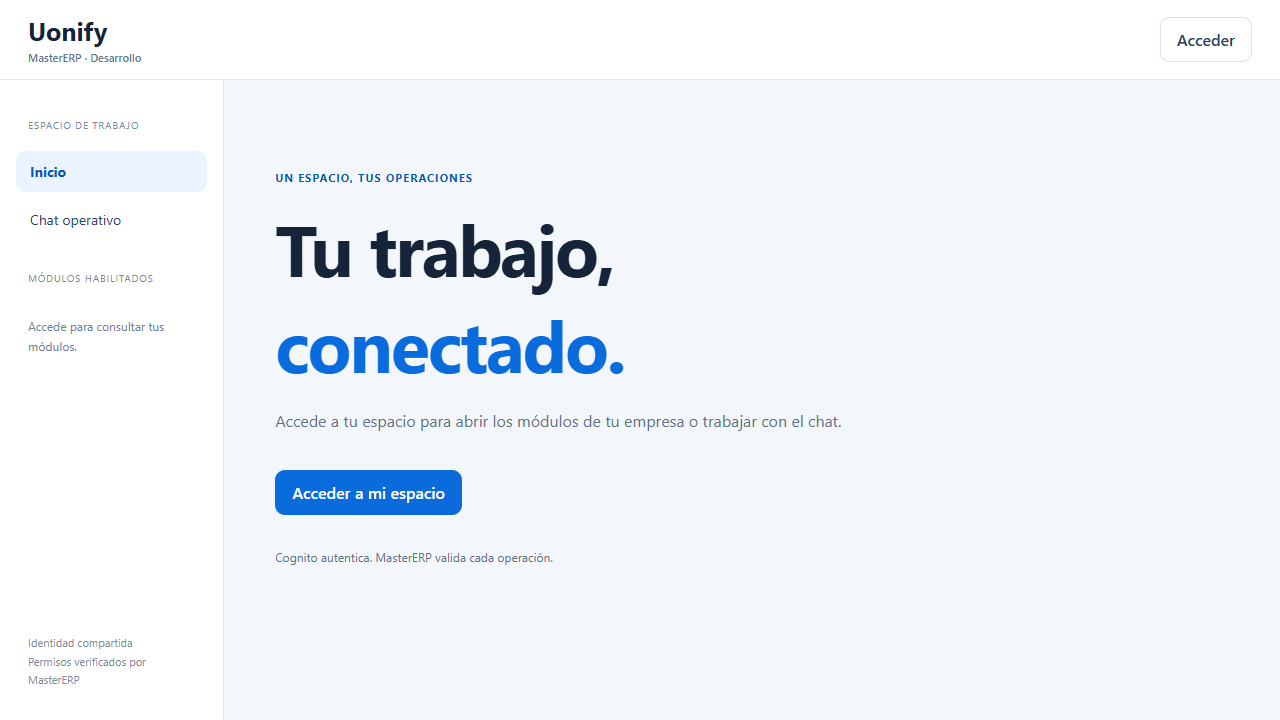 Uonify
MasterERP · Desarrollo
Acceder
ESPACIO DE TRABAJO
Inicio
Chat operativo
MÓDULOS HABILITADOS
Accede para consultar tus
módulos.
Identidad compartida
Permisos verificados por
MasterERP
UN ESPACIO, TUS OPERACIONES
Tu trabajo,
conectado.
Accede a tu espacio para abrir los módulos de tu empresa o trabajar con el chat.
Acceder a mi espacio
Cognito autentica. MasterERP valida cada operación.